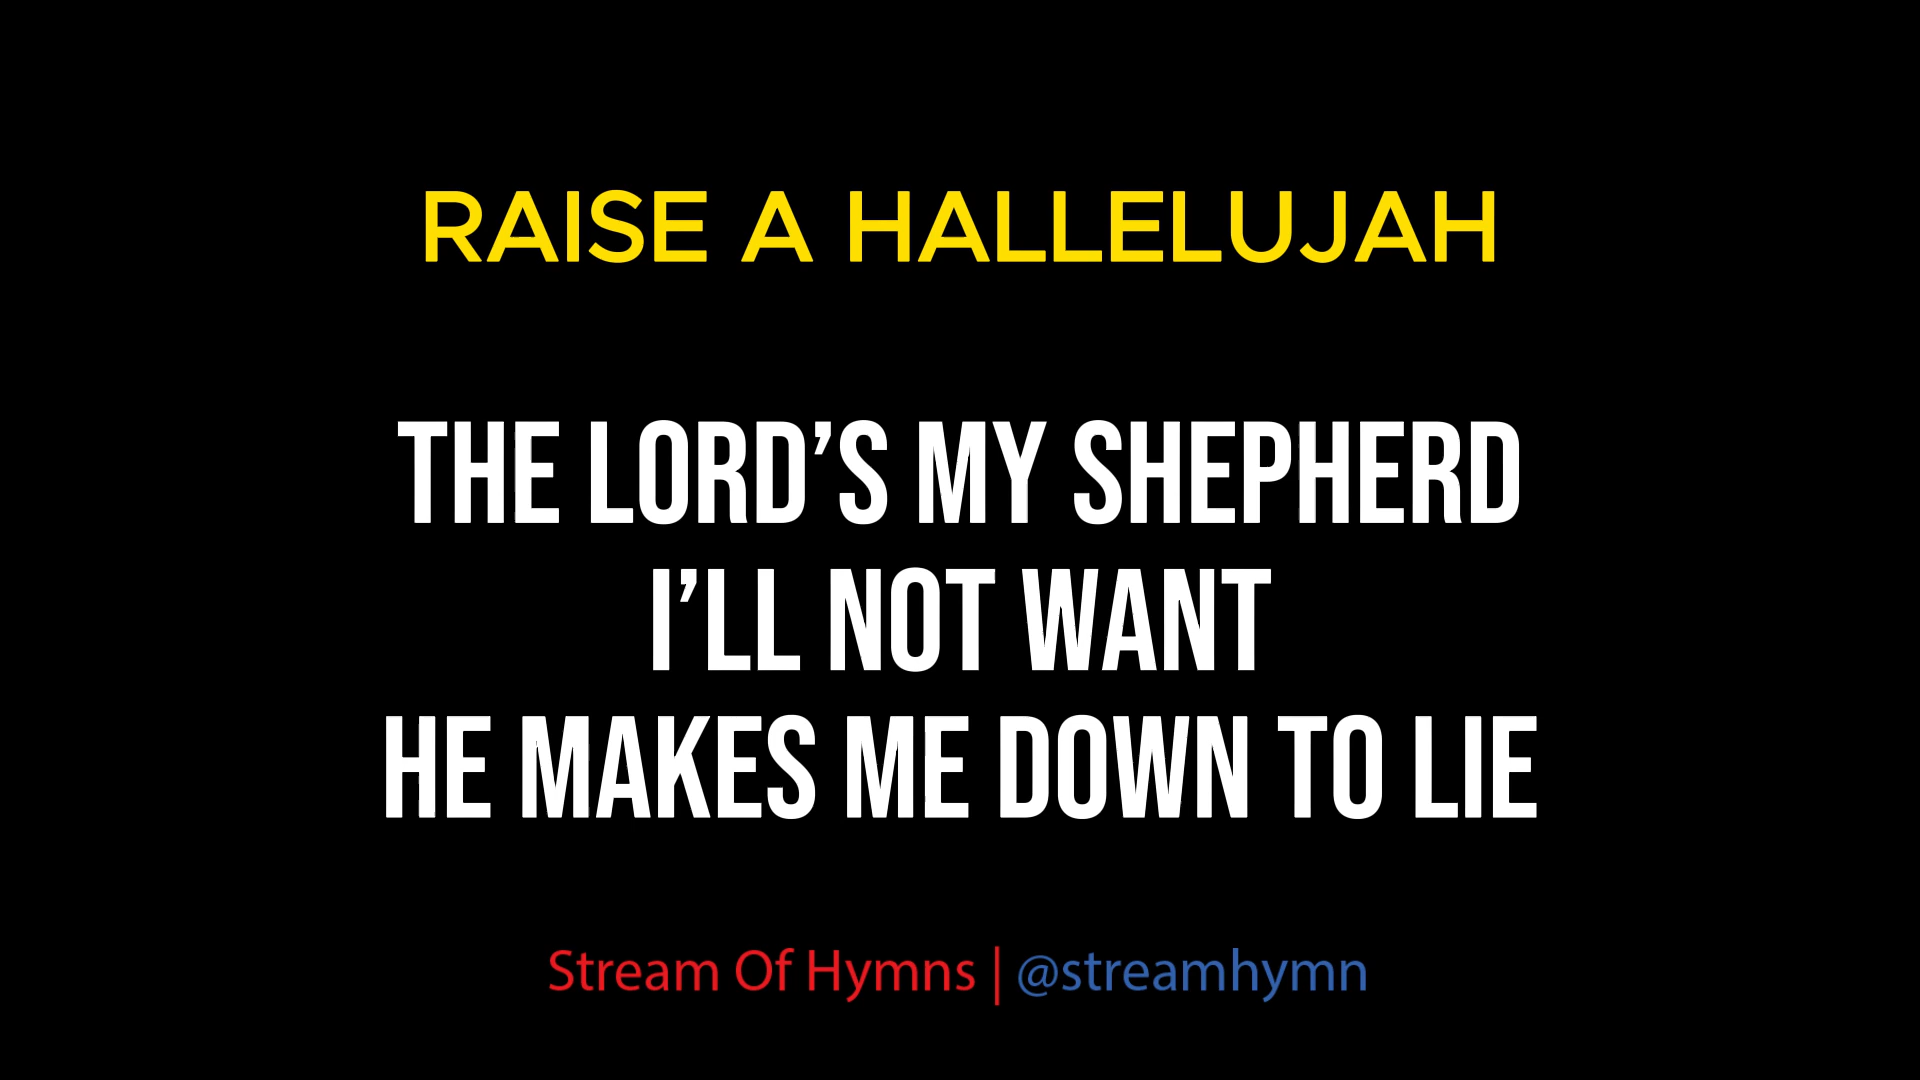 RAISE A HALLELUJAH
THE LORD’S MY SHEPHERD
I’LL NOT WANT
HE MAKES ME DOWN TO LIE
Stream Of Hymns | @streamhymn